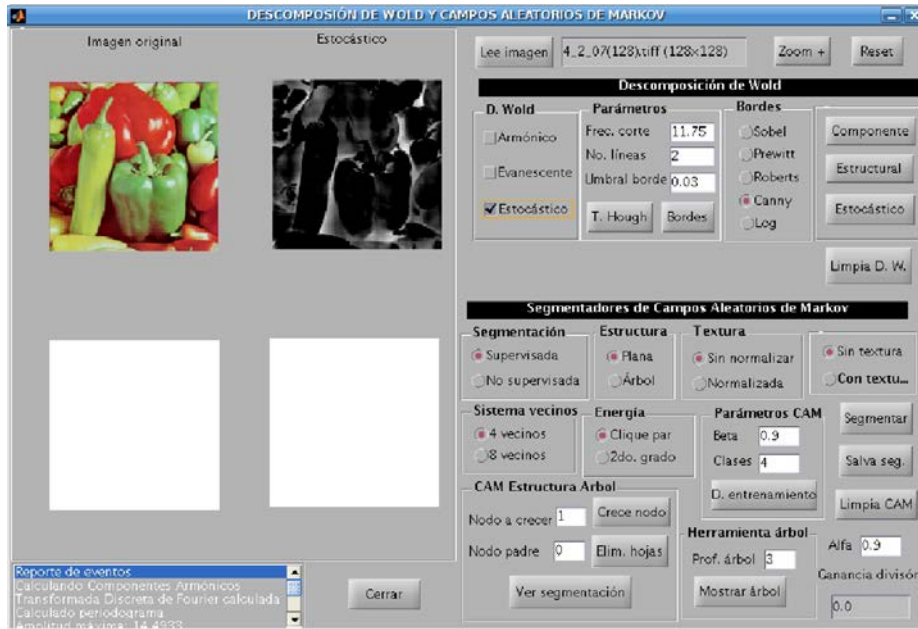 DESCOMPOSIÓN DE WOLD Y CAMPOS ALEATORIOS DE MARKOV
Imagen original
Estocástico
Lee imagen
4_2_07(128).tiff (128x128)
Zoom +
Reset
Descomposición de Wold
D. Wold
Armónico
Evanescente
Estocástico
Parámetros
Frec. corte 11.75
No. líneas 2
Umbral borde 0.03
T. Hough
Bordes
Bordes
Sobel
Prewitt
Roberts
Canny
Log
Componente
Estructural
Estocástico
Limpia D. W.
Segmentadores de Campos Aleatorios de Markov
Segmentación
Supervisada
No supervisada
Estructura
Plana
Árbol
Textura
Sin normalizar
Normalizada
Sin textura
Con textu...
Sistema vecinos
4 vecinos
8 vecinos
Energía
Clique par
2do. grado
Parámetros CAM
Beta 0.9
Clases 4
D. entrenamiento
Segmentar
Salva seg.
Limpia CAM
CAM Estructura Arbol
Nodo a crecer 1
Crece nodo
Nodo padre 0
Elim. hojas
Ver segmentación
Herramienta árbol
Prof. árbol 3
Mostrar árbol
Alfa 0.9
Ganancia divisón
0.0
Reporte de eventos
Calculando Componentes Armónicos
Transformada Discreta de Fourier calculada
Calculado periodograma
Amplitud máxima: 14.4933
Cerrar